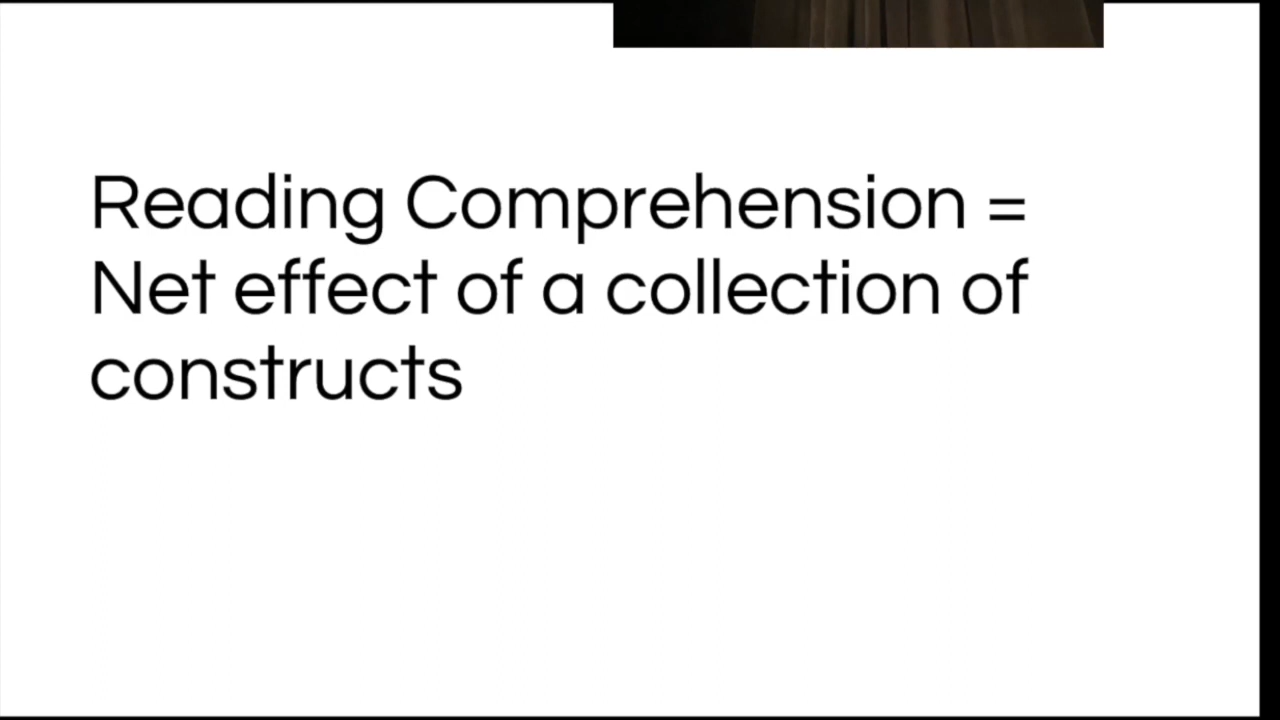 Reading Comprehension =
Net effect of a collection of
constructs